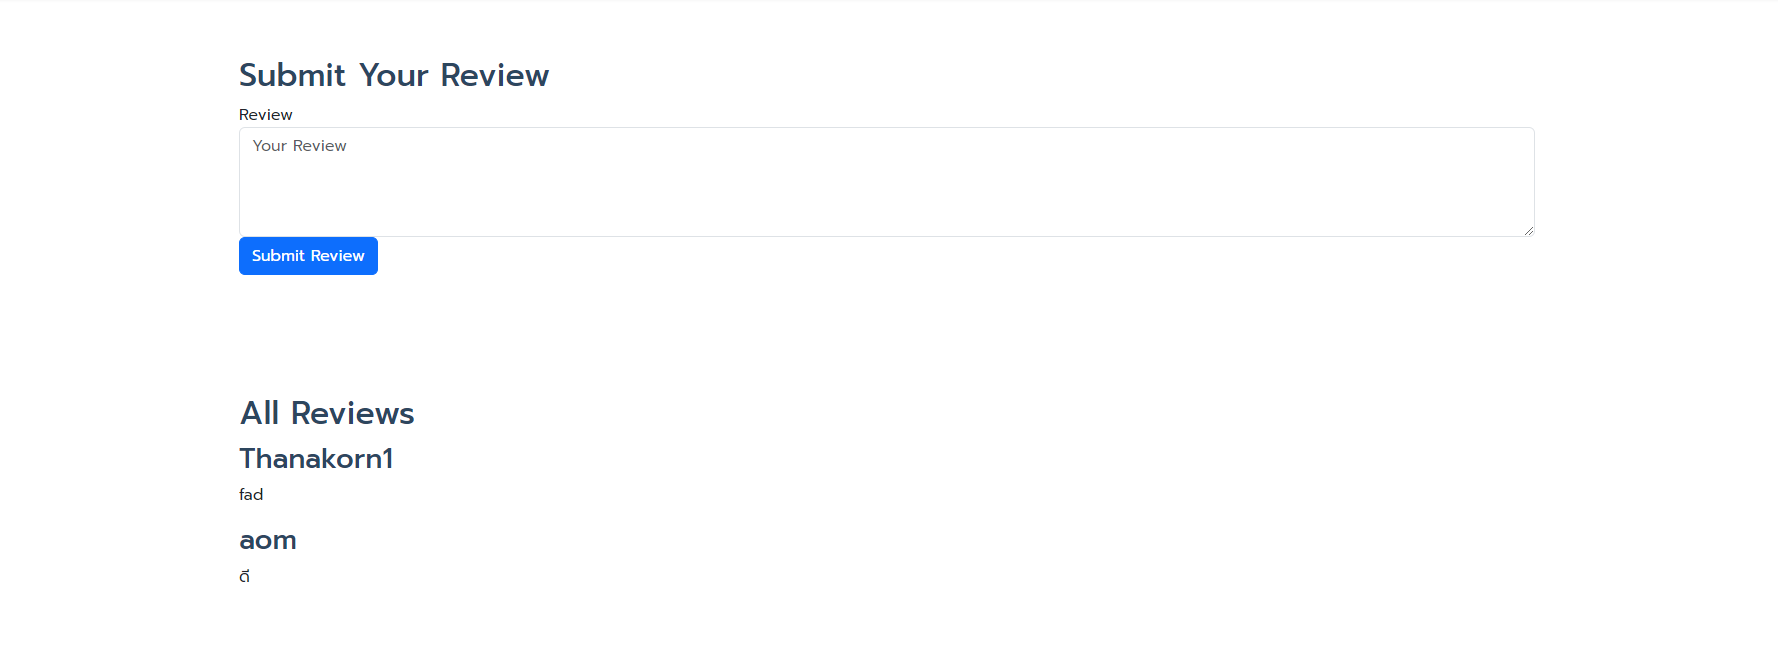 Submit Your Review
Review
Your Review
Submit Review
All Reviews
Thanakorn1
fad
aom
ดี